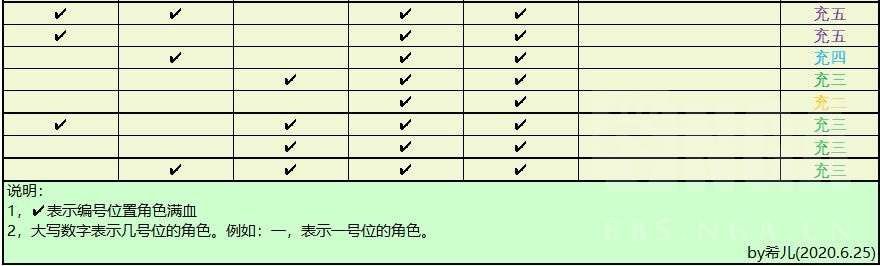 ✔ ✔ ✔ ✔ 充五
✔ ✔ ✔ 充五
✔ ✔ ✔ 充四
✔ ✔ ✔ 充三
✔ ✔ 充二
✔ ✔ ✔ ✔ 充三
✔ ✔ ✔ 充三
✔ ✔ ✔ ✔ 充三
说明：
1，✔表示编号位置角色满血
2，大写数字表示几号位的角色。例如：一，表示一号位的角色。
by希儿(2020.6.25)